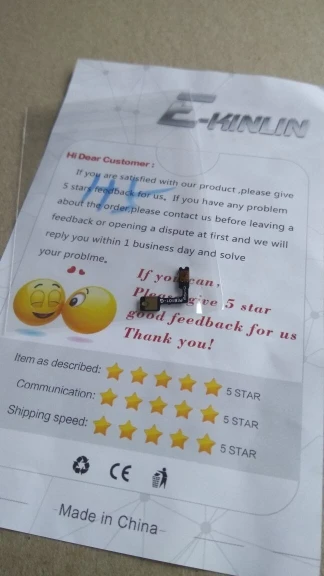 E-KINLIN
Hi Dear Customer :
If you are satisfied with our product ,please give
5 stars feedback for us. If you have any problem
about the order,please contact us before leaving a
feedback or opening a dispute at first and we will
reply you within 1 business day and solve
your problme.
If you can,
Please give 5 star
good feedback for us
Thank you!
Item as described: 5 STAR
Communication: 5 STAR
Shipping speed: 5 STAR
CE
-Made in China-